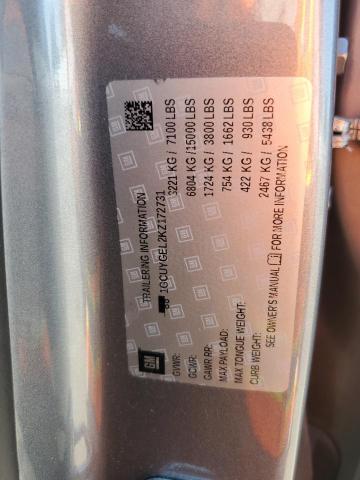 GM
TRAILERING INFORMATION
1GCUYGEL2KZ172731
GVWR: 3221 KG / 7100 LBS
GCWR: 6804 KG /15000 LBS
GAWR RR: 1724 KG / 3800 LBS
MAX PAYLOAD: 754 KG / 1662 LBS
MAX TONGUE WEIGHT: 422 KG / 930 LBS
CURB WEIGHT: 2467 KG / 5438 LBS
SEE OWNER'S MANUAL FOR MORE INFORMATION